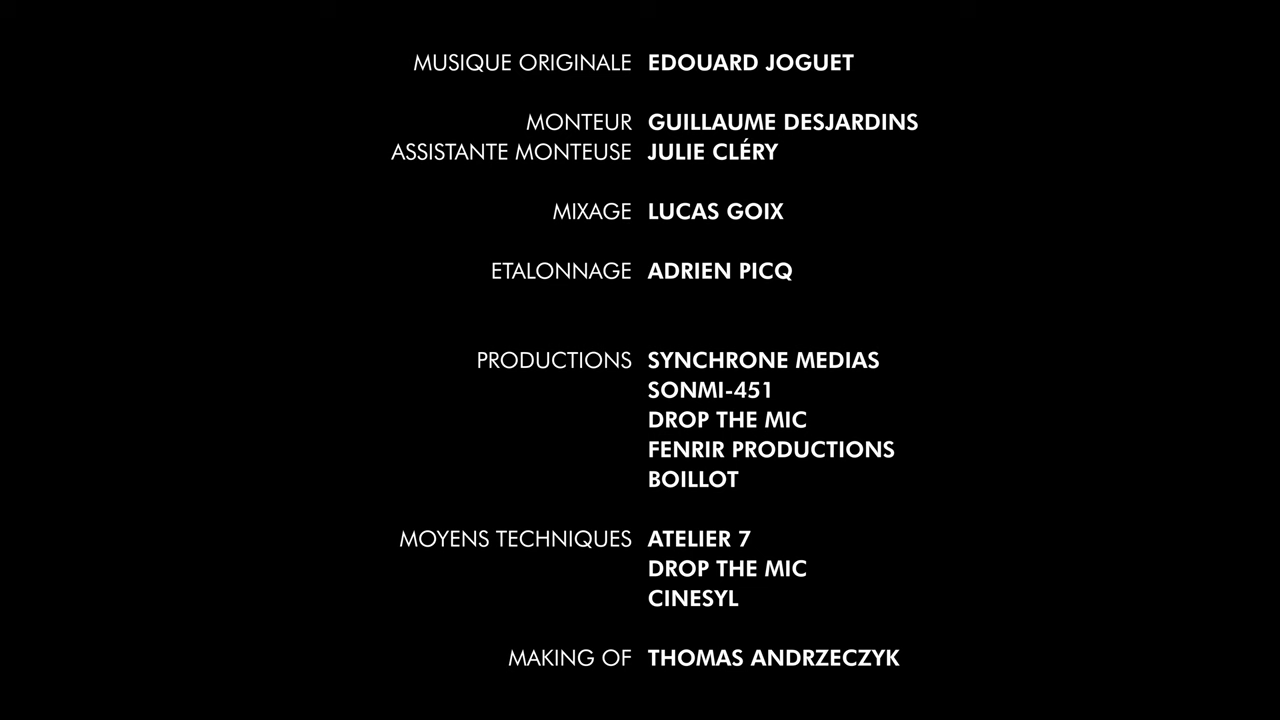 MUSIQUE ORIGINALE EDOUARD JOGUET
MONTEUR GUILLAUME DESJARDINS
ASSISTANTE MONTEUSE JULIE CLÉRY
MIXAGE LUCAS GOIX
ETALONNAGE ADRIEN PICQ
PRODUCTIONS SYNCHRONE MEDIAS
SONMI-451
DROP THE MIC
FENRIR PRODUCTIONS
BOILLOT
MOYENS TECHNIQUES ATELIER 7
DROP THE MIC
CINESYL
MAKING OF THOMAS ANDRZECZYK